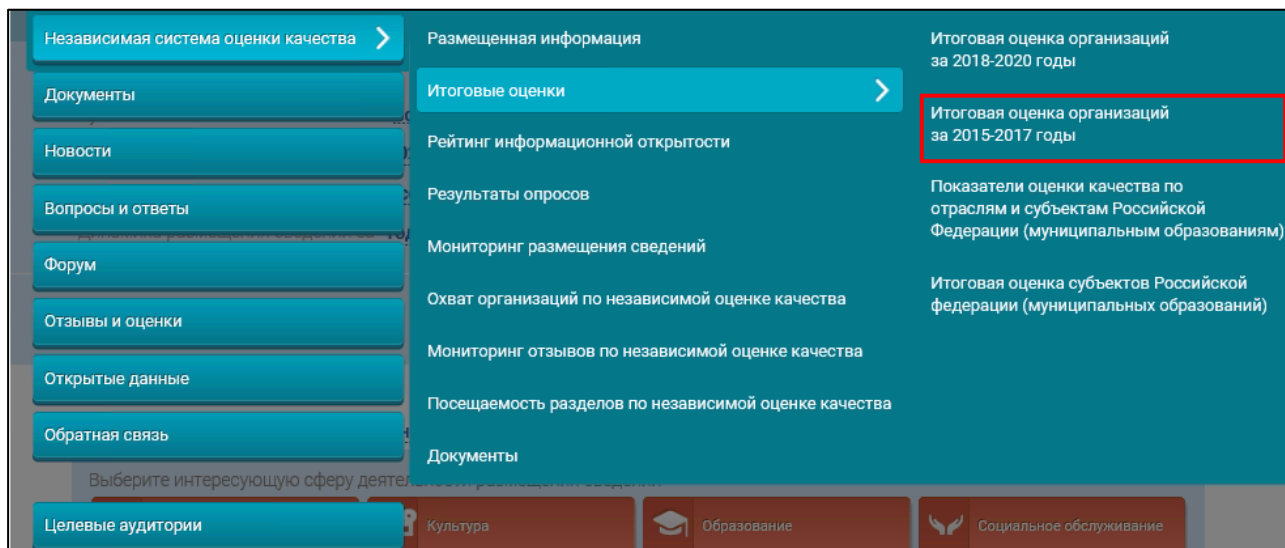 Независимая система оценки качества
Документы
Новости
Вопросы и ответы
Форум
Отзывы и оценки
Открытые данные
Обратная связь
Целевые аудитории
Размещенная информация
Итоговые оценки
Рейтинг информационной открытости
Результаты опросов
Мониторинг размещения сведений
Охват организаций по независимой оценке качества
Мониторинг отзывов по независимой оценке качества
Посещаемость разделов по независимой оценке качества
Документы
Итоговая оценка организаций
за 2018-2020 годы
Итоговая оценка организаций
за 2015-2017 годы
Показатели оценки качества по
отраслям и субъектам Российской
Федерации (муниципальным образованиям)
Итоговая оценка субъектов Российской
федерации (муниципальных образований)
Выберите интересующую сферу
Культура
Образование
Социальное обслуживание